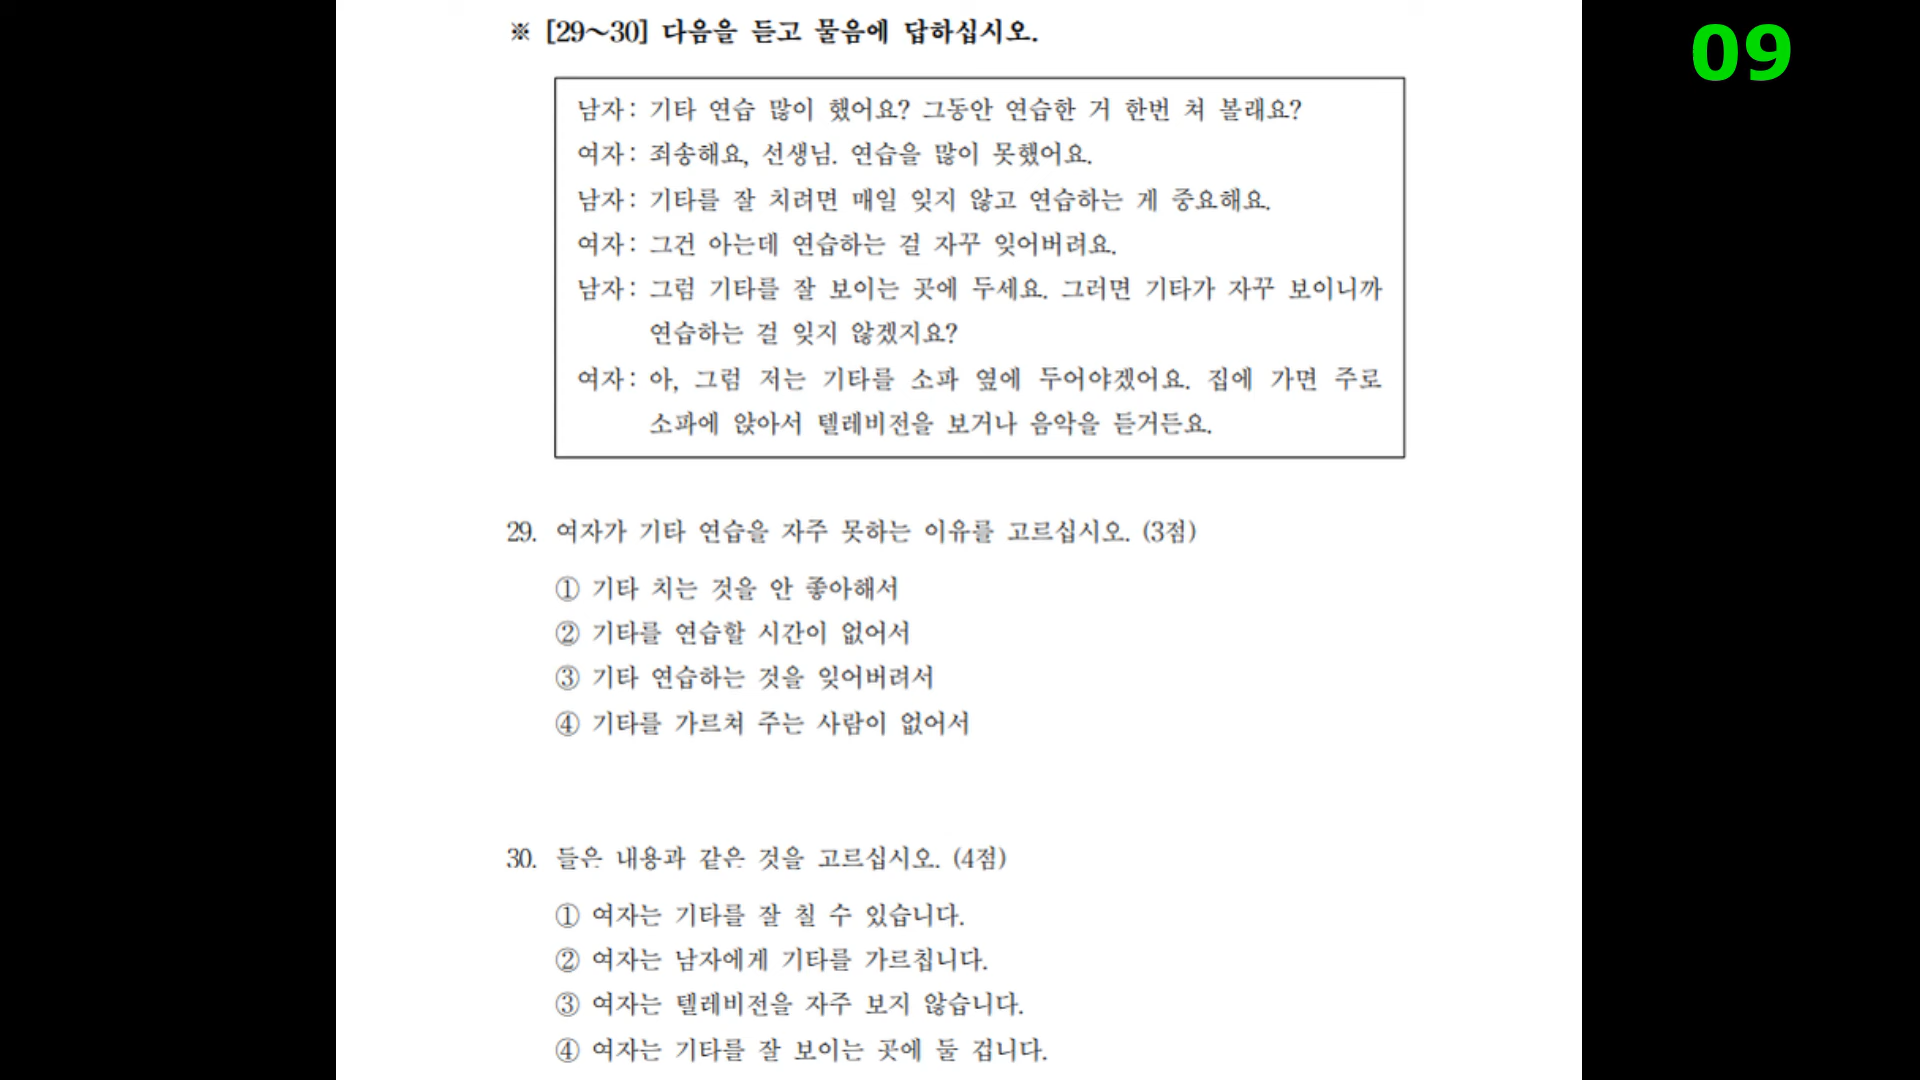 ※ [29~30] 다음을 듣고 물음에 답하십시오.
09
남자: 기타 연습 많이 했어요? 그동안 연습한 거 한번 쳐 볼래요?
여자: 죄송해요, 선생님. 연습을 많이 못했어요.
남자: 기타를 잘 치려면 매일 잊지 않고 연습하는 게 중요해요.
여자: 그건 아는데 연습하는 걸 자꾸 잊어버려요.
남자: 그럼 기타를 잘 보이는 곳에 두세요. 그러면 기타가 자꾸 보이니까
연습하는 걸 잊지 않겠지요?
여자: 아, 그럼 저는 기타를 소파 옆에 두어야겠어요. 집에 가면 주로
소파에 앉아서 텔레비전을 보거나 음악을 듣거든요.
29. 여자가 기타 연습을 자주 못하는 이유를 고르십시오. (3점)
① 기타 치는 것을 안 좋아해서
② 기타를 연습할 시간이 없어서
③ 기타 연습하는 것을 잊어버려서
④ 기타를 가르쳐 주는 사람이 없어서
30. 들은 내용과 같은 것을 고르십시오. (4점)
① 여자는 기타를 잘 칠 수 있습니다.
② 여자는 남자에게 기타를 가르칩니다.
③ 여자는 텔레비전을 자주 보지 않습니다.
④ 여자는 기타를 잘 보이는 곳에 둘 겁니다.